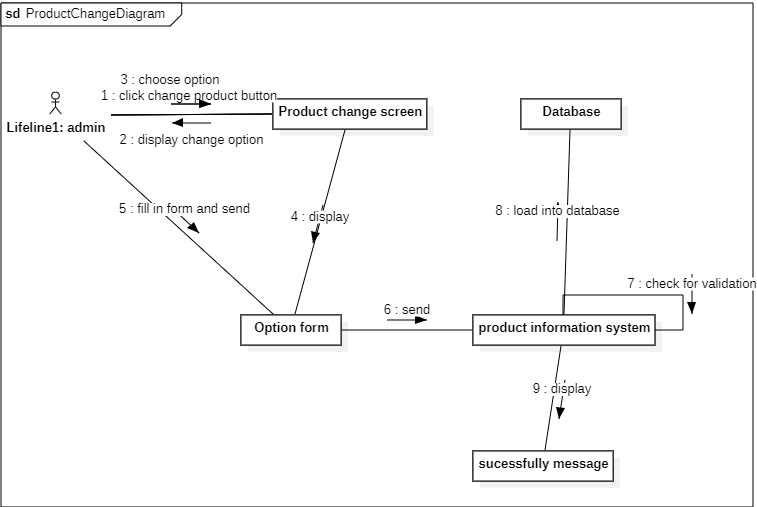 sd ProductChangeDiagram
3 : choose option
1 : click change product button
Product change screen
Database
Lifeline1: admin
2 : display change option
5 : fill in form and send
4 : display
8 : load into database
7 : check for validation
6 : send
Option form
product information system
9 : display
sucessfully message